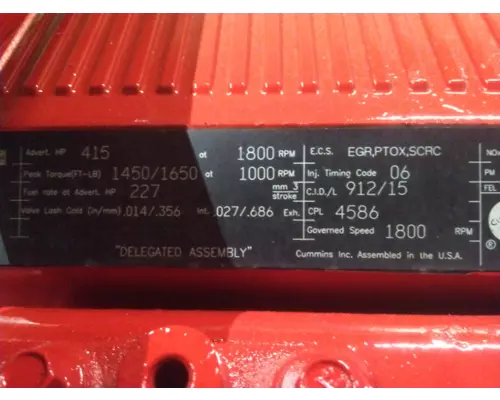 Advert. HP 415 at 1800 RPM
Peak Torque(FT-LB) 1450/1650 at 1000 RPM
Fuel rate at Advert. HP 227 mm 3 stroke
Valve Lash Cold (in/mm) .014/.356 Int. .027/.686 Exh.
"DELEGATED ASSEMBLY"
E.C.S. EGR,PTOX,SCRC
Inj. Timing Code 06
C.I.D./L 912/15
CPL 4586
Governed Speed 1800 RPM
Cummins Inc. Assembled in the U.S.A.
PM
FEL